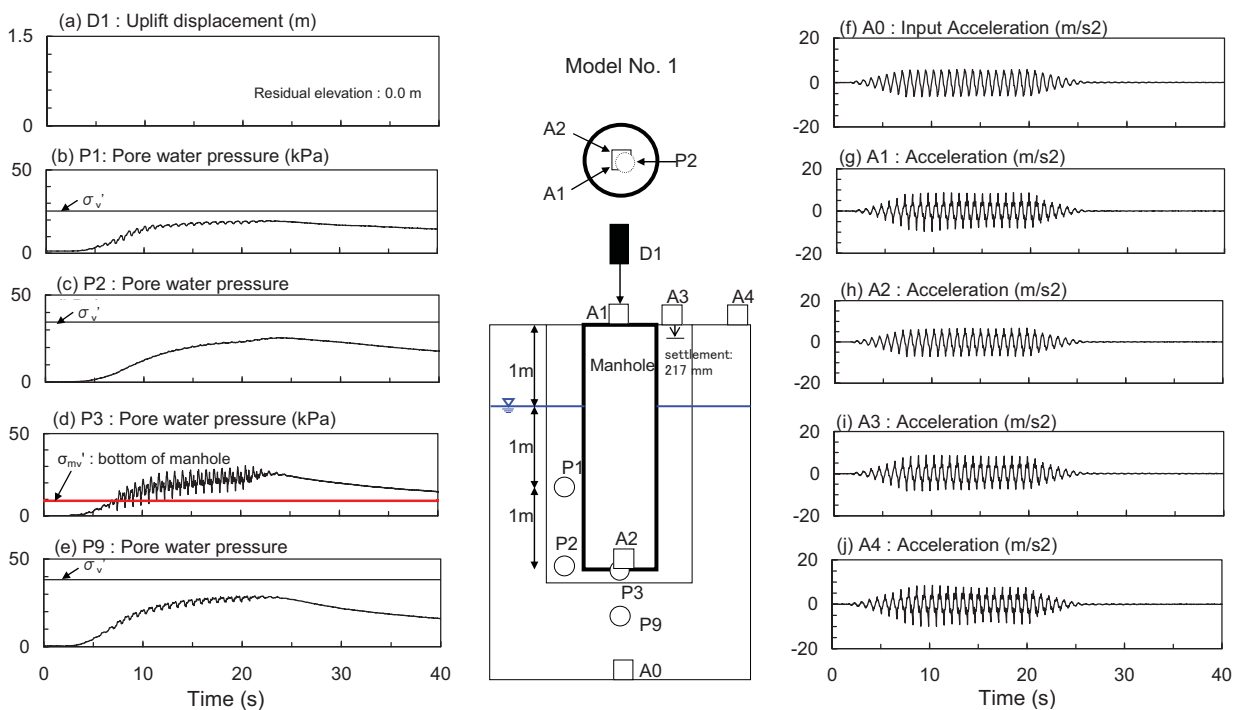 (a) D1 : Uplift displacement (m)
1.5
0
Residual elevation : 0.0 m
(b) P1: Pore water pressure (kPa)
50
0
σv'
(c) P2 : Pore water pressure
50
0
σv'
(d) P3 : Pore water pressure (kPa)
50
0
σmv' : bottom of manhole
(e) P9 : Pore water pressure
50
0
σv'
0 10 20 30 40
Time (s)
Model No. 1
A2
P2
A1
D1
A1
A3
A4
Manhole
settlement:
217 mm
1m
1m
1m
P1
P2
A2
P3
P9
A0
(f) A0 : Input Acceleration (m/s2)
20
0
-20
(g) A1 : Acceleration (m/s2)
20
0
-20
(h) A2 : Acceleration (m/s2)
20
0
-20
(i) A3 : Acceleration (m/s2)
20
0
-20
(j) A4 : Acceleration (m/s2)
20
0
-20
0 10 20 30 40
Time (s)